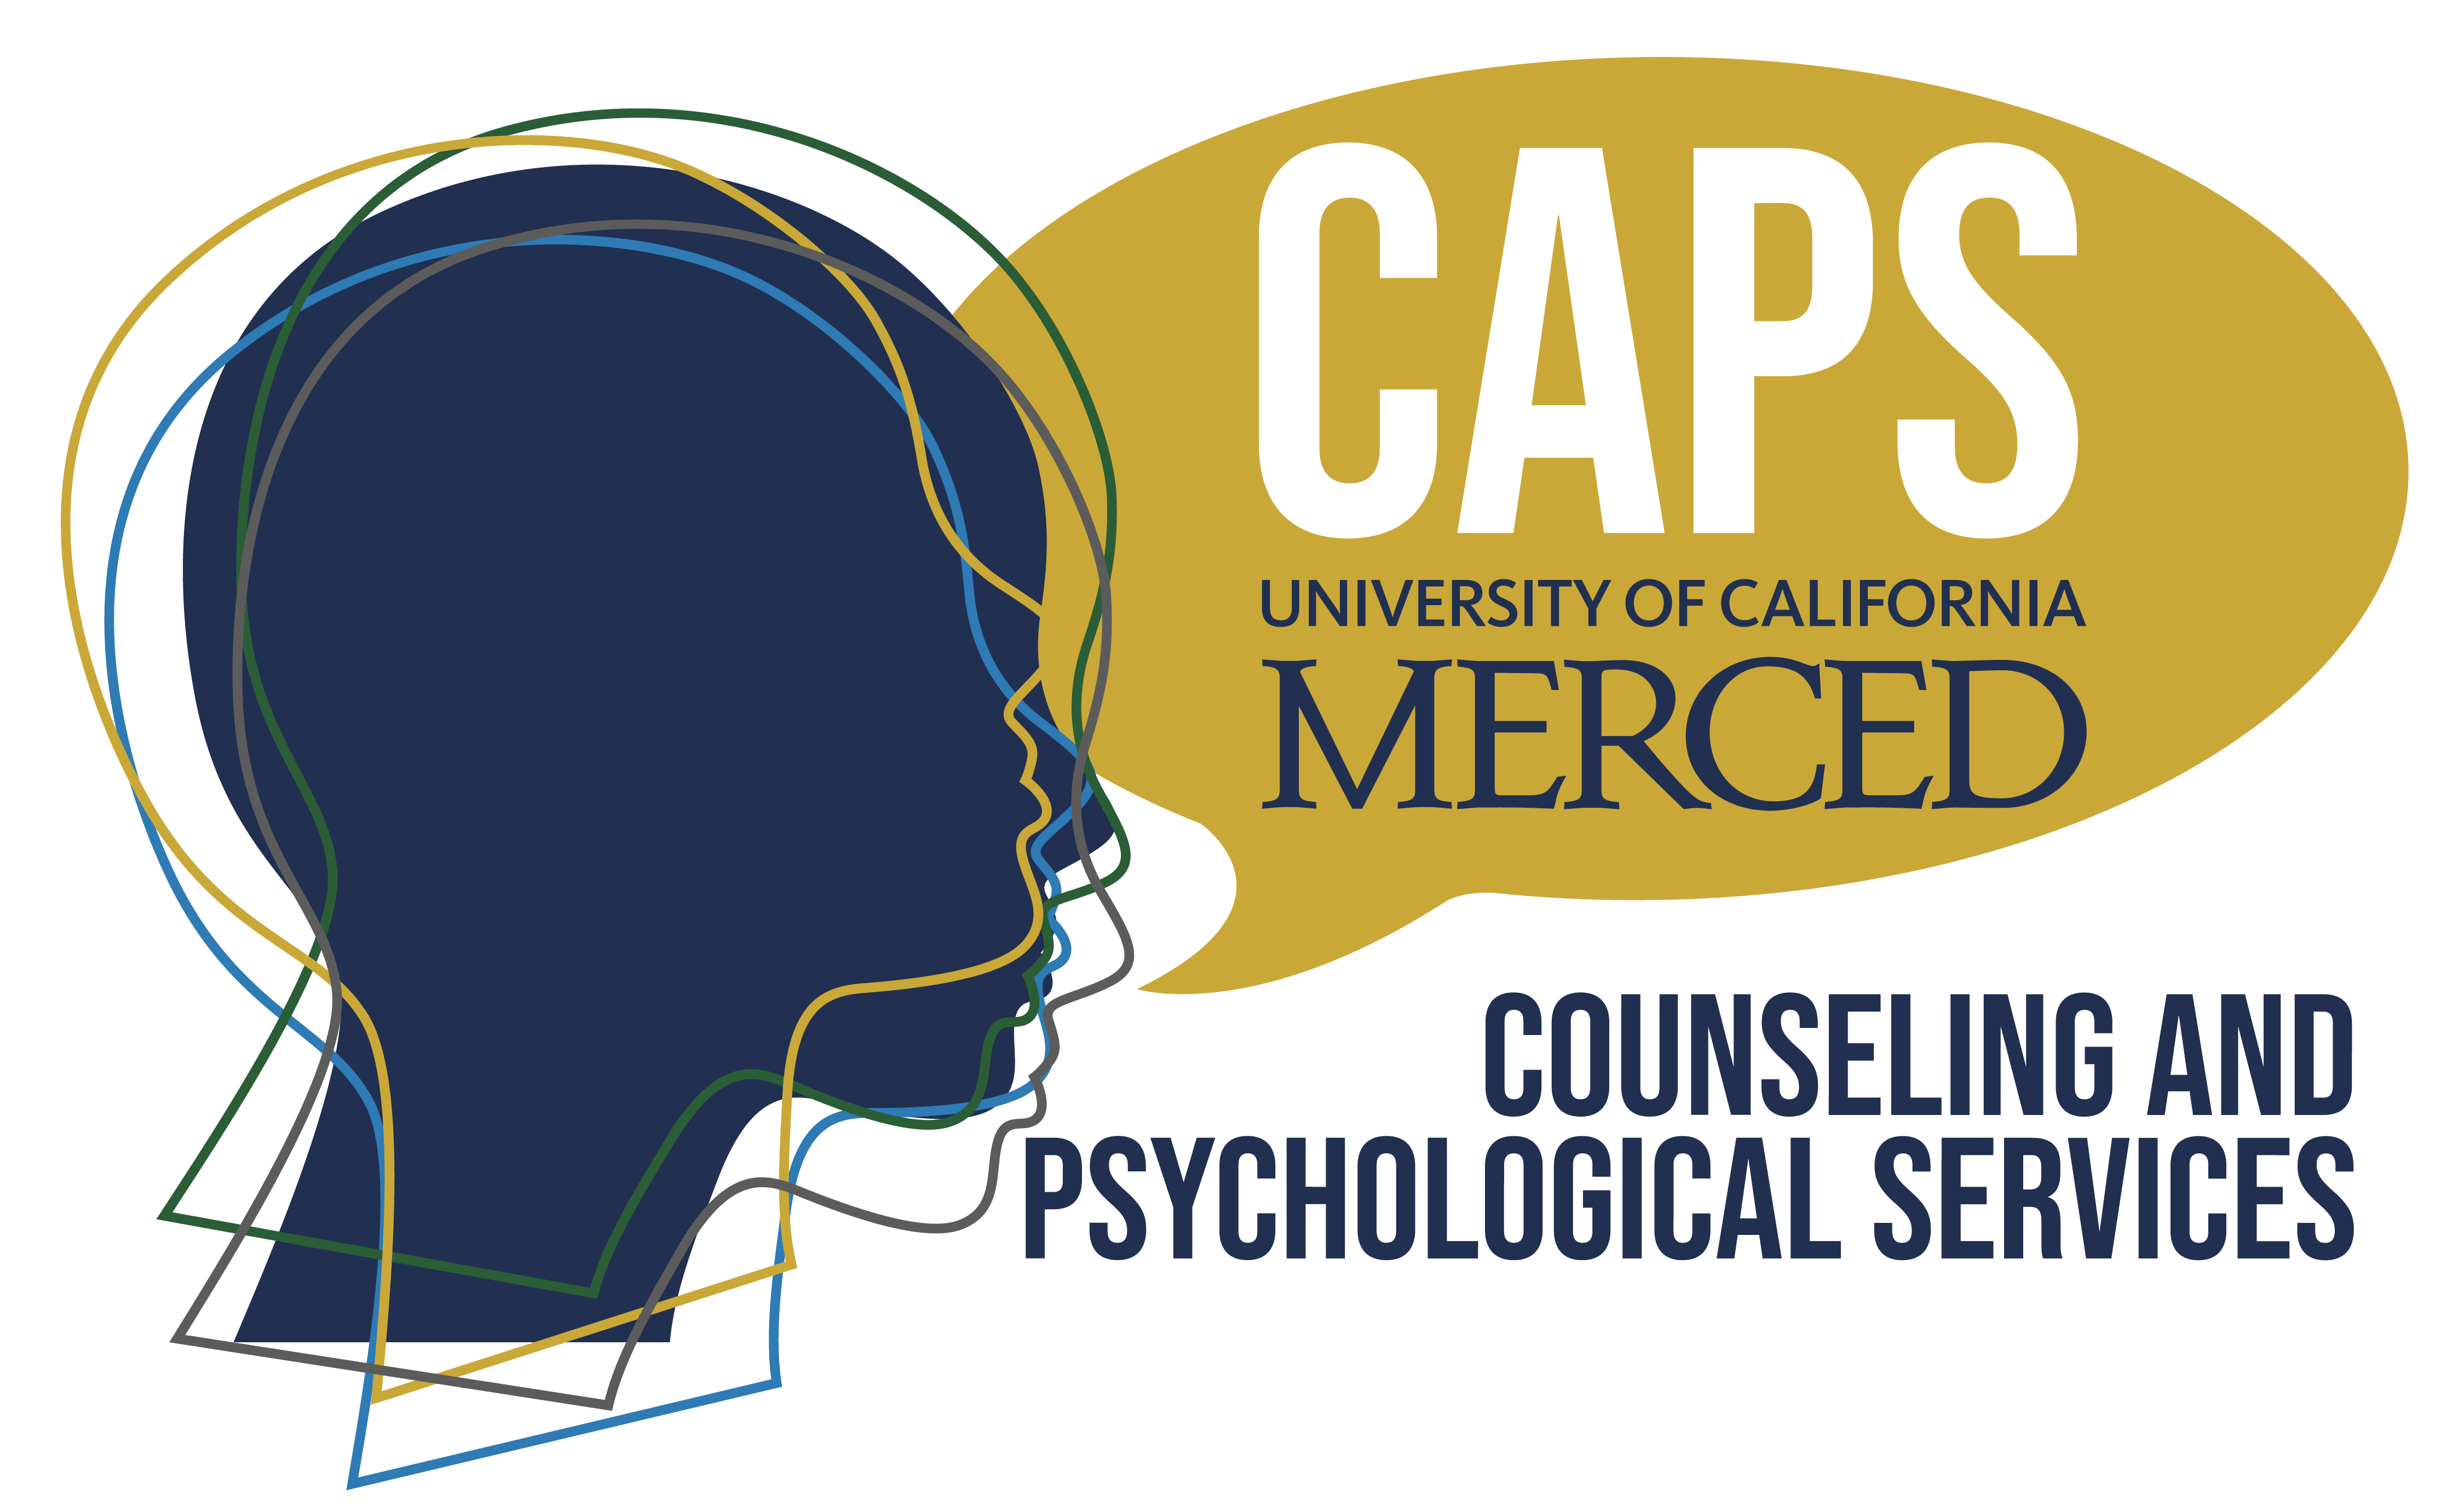 CAPS
UNIVERSITY OF CALIFORNIA
MERCED
COUNSELING AND
PSYCHOLOGICAL SERVICES